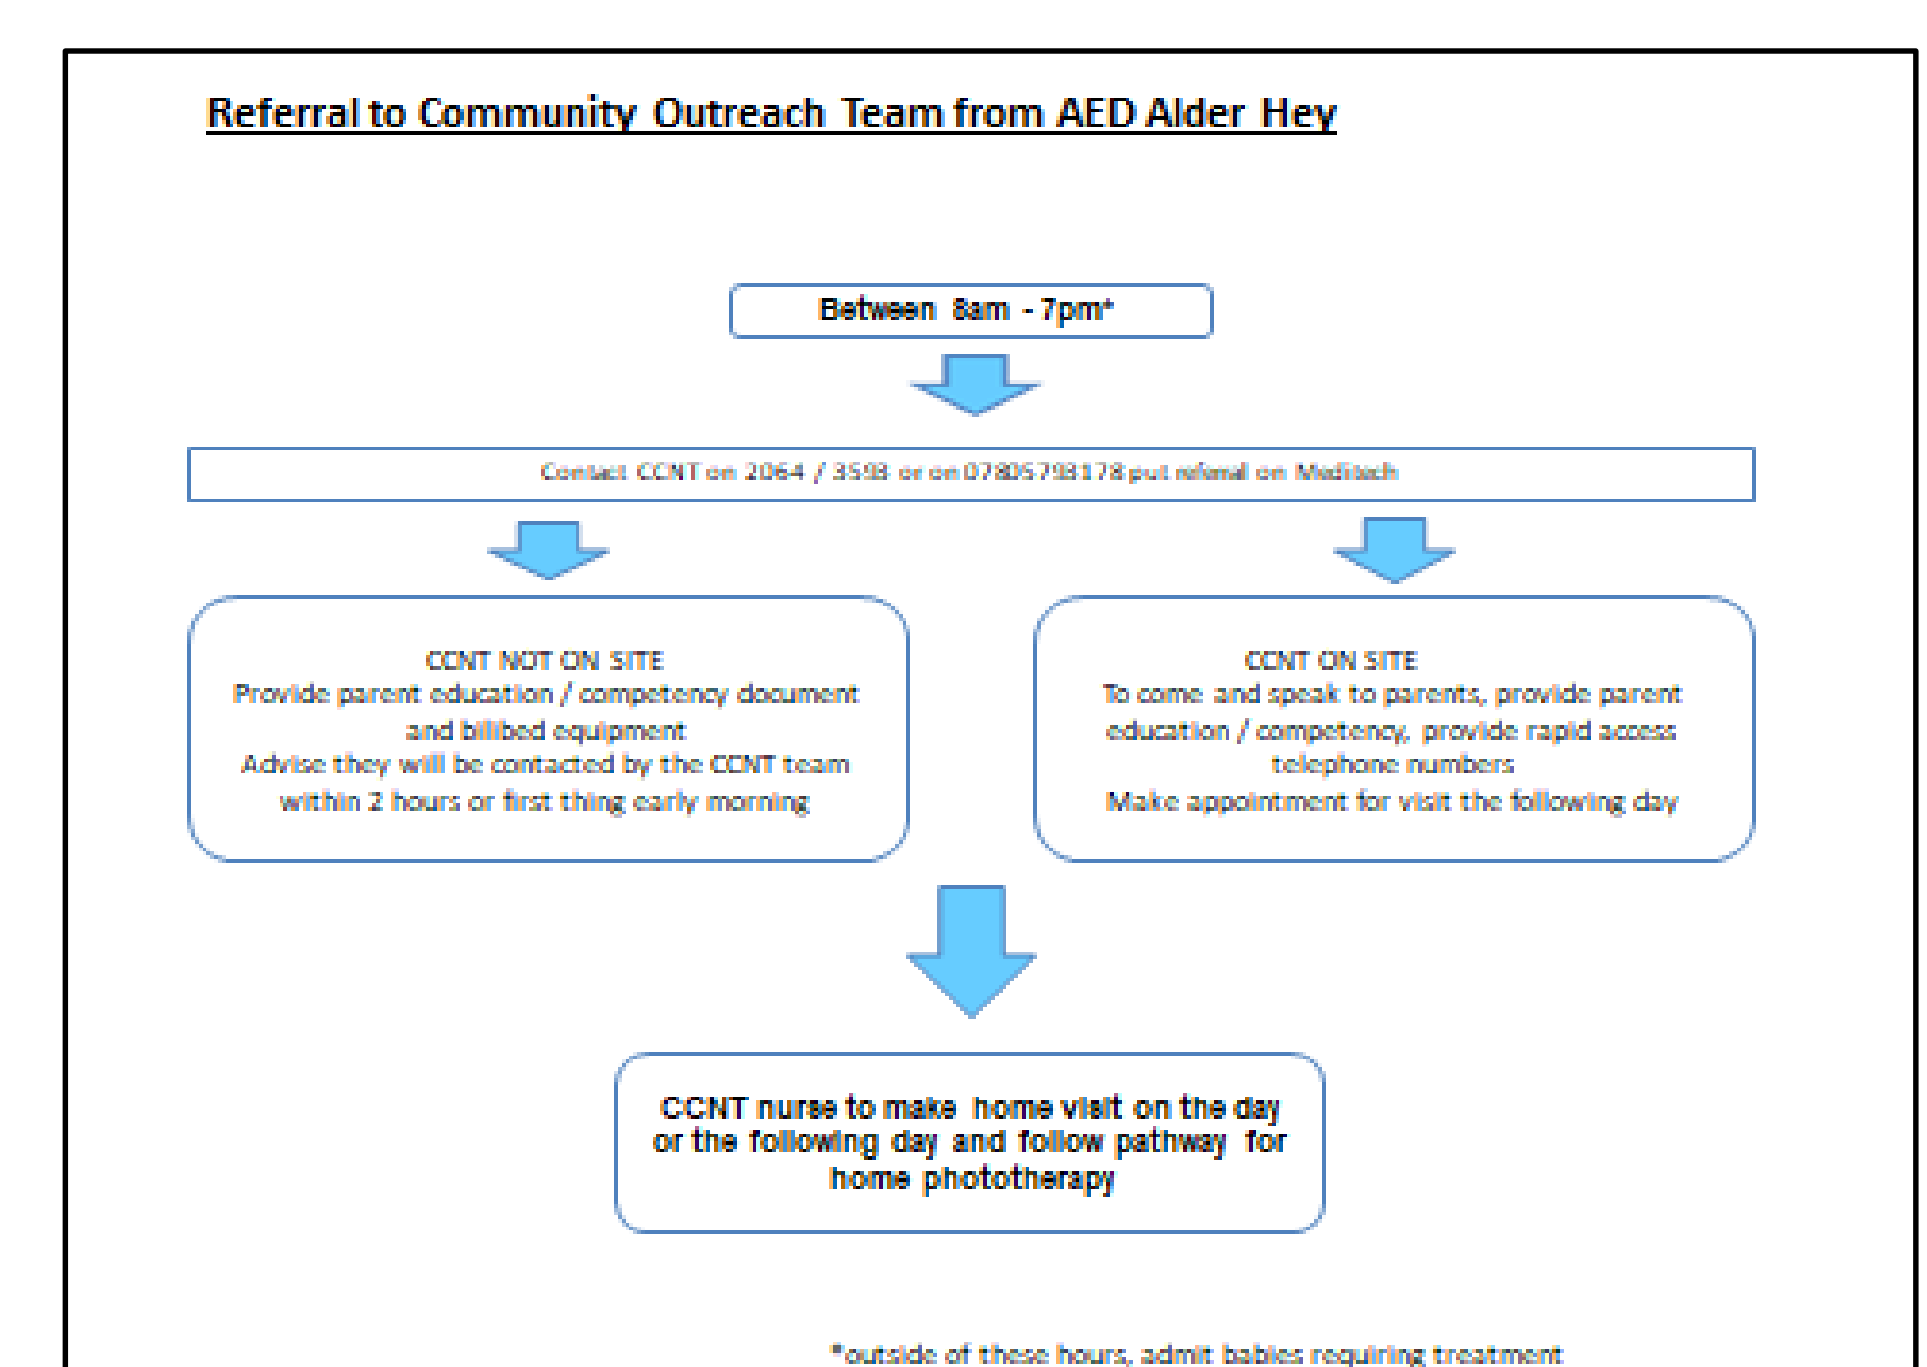 Referral to Community Outreach Team from AED Alder Hey
Between 8am - 7pm*
Contact CCNT on 2064 / 3593 or on 07805793178 put referral on Meditech
CCNT NOT ON SITE
Provide parent education / competency document
and bilibed equipment
Advise they will be contacted by the CCNT team
within 2 hours or first thing early morning
CCNT ON SITE
To come and speak to parents, provide parent
education / competency, provide rapid access
telephone numbers
Make appointment for visit the following day
CCNT nurse to make home visit on the day
or the following day and follow pathway for
home phototherapy
*outside of these hours, admit babies requiring treatment